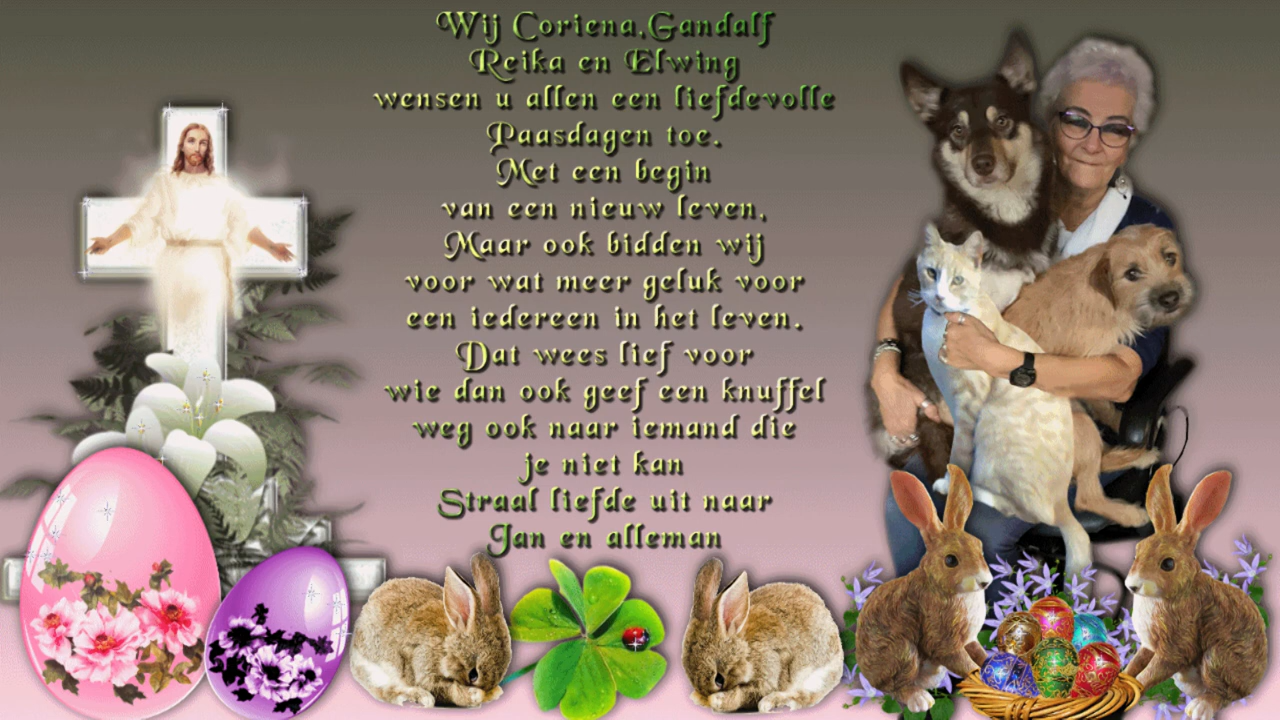 Wij Coriena,Gandalf
Reika en Elwing
wensen u allen een liefdevolle
Paasdagen toe.
Met een begin
van een nieuw leven,
Maar ook bidden wij
voor wat meer geluk voor
een iedereen in het leven.
Dat wees lief voor
wie dan ook geef een knuffel
weg ook naar iemand die
je niet kan
Straal liefde uit naar
Jan en alleman